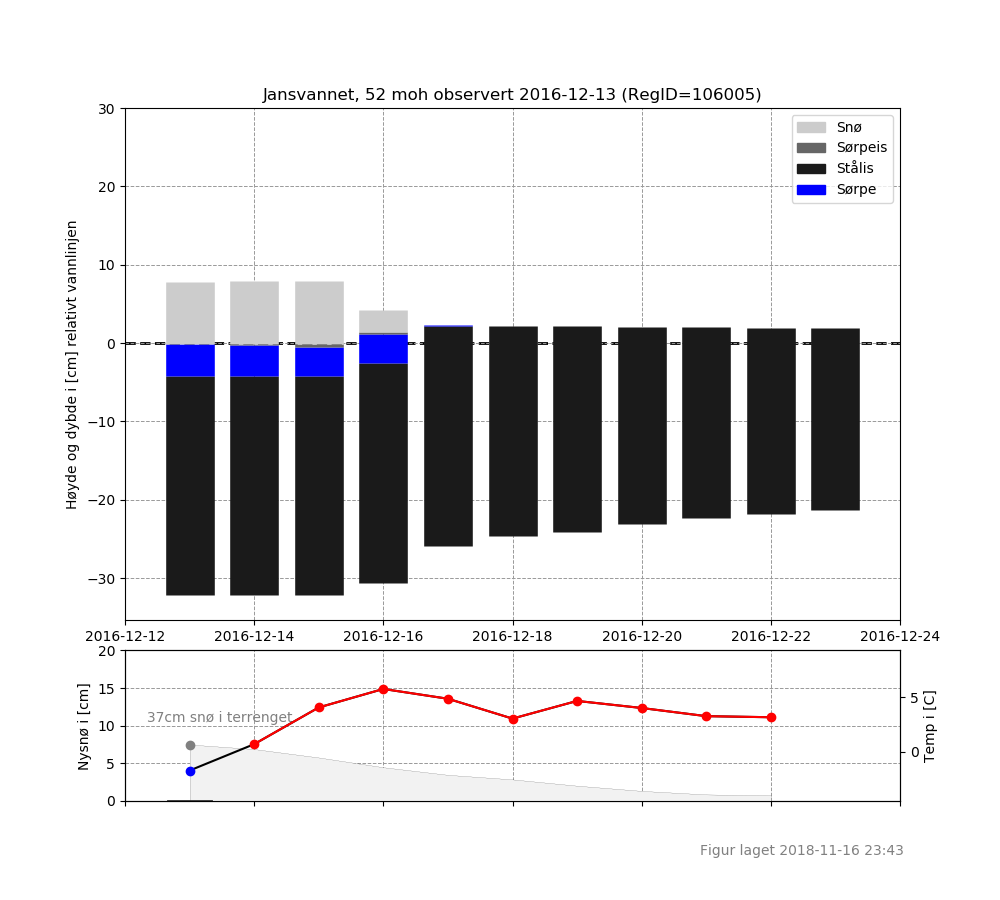 Jansvannet, 52 moh observert 2016-12-13 (RegID=106005)
Høyde og dybde i [cm] relativt vannlinjen
30
20
10
0
−10
−20
−30
Snø
Sørpeis
Stålis
Sørpe
2016-12-12 2016-12-14 2016-12-16 2016-12-18 2016-12-20 2016-12-22 2016-12-24
Nysnø i [cm]
20
15
10
5
0
37cm snø i terrenget
5
0
Temp i [C]
Figur laget 2018-11-16 23:43